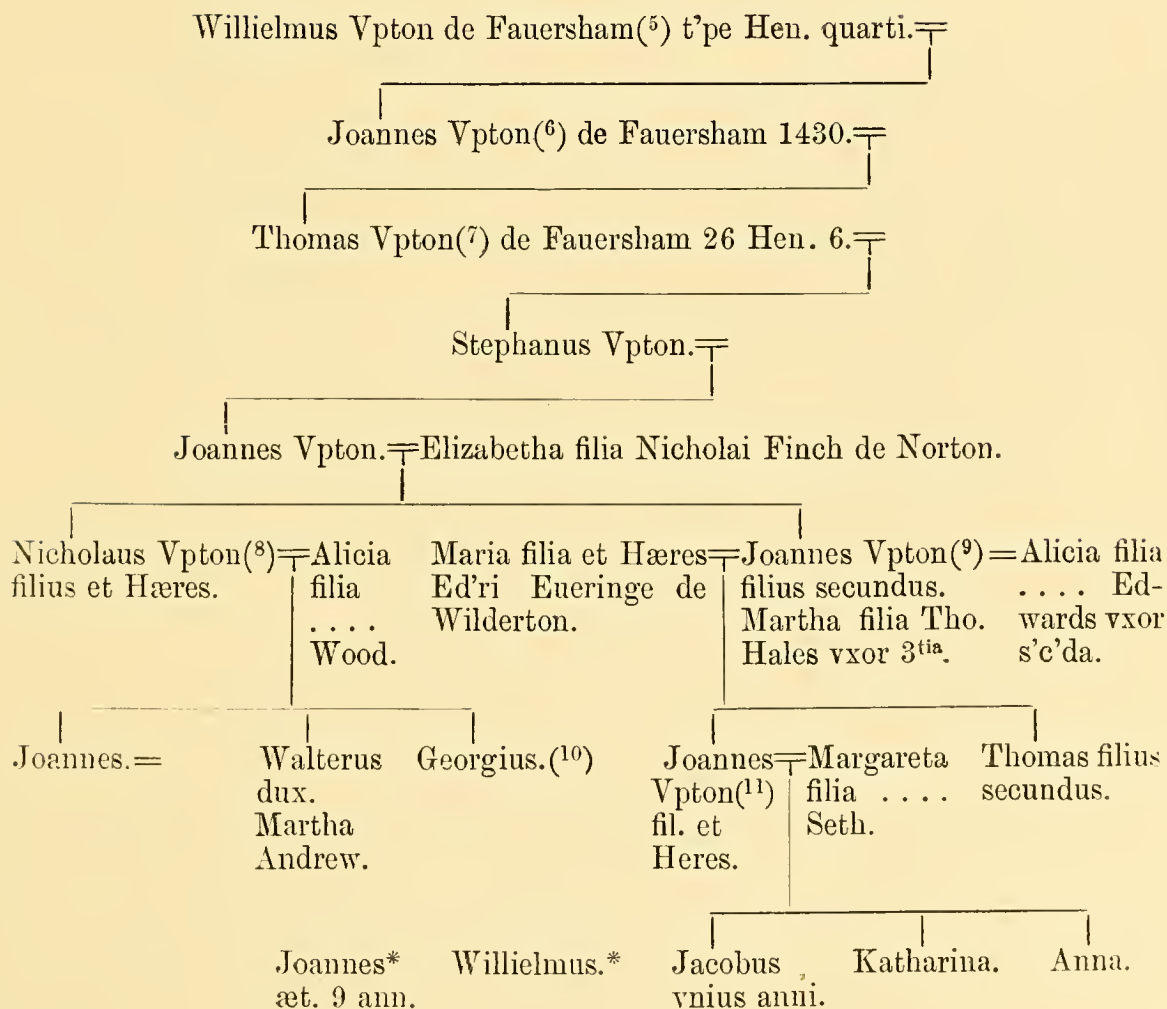 Willielmus Vpton de Fauersham(⁵) t'pe Hen. quarti.=
Joannes Vpton(⁶) de Fauersham 1430.=
Thomas Vpton(⁷) de Fauersham 26 Hen. 6.=
Stephanus Vpton.=
Joannes Vpton.=Elizabetha filia Nicholai Finch de Norton.
Nicholaus Vpton(⁸)=Alicia
filius et Hæres.
filia
. . . .
Wood.
Maria filia et Hæres=Joannes Vpton(⁹)=Alicia filia
Ed'ri Eueringe de
Wilderton.
filius secundus.
Martha filia Tho.
Hales vxor 3ᵗⁱᵃ.
. . . . Ed-
wards vxor
s'c'da.
Joannes.=
Walterus
dux.
Martha
Andrew.
Georgius.(¹⁰)
Joannes=Margareta
Vpton(¹¹)
fil. et
Heres.
filia . . . .
Seth.
Thomas filius
secundus.
Joannes*
æt. 9 ann.
Willielmus.*
Jacobus
vnius anni.
Katharina.
Anna.